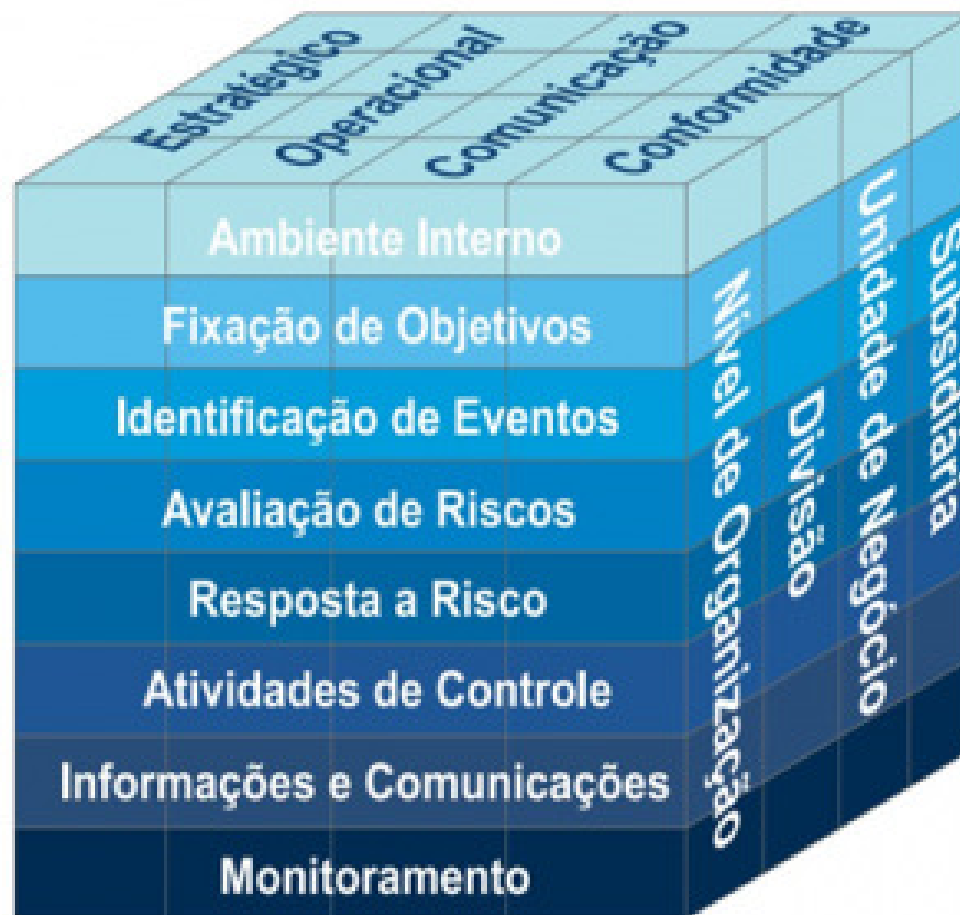 Estratégico
Operacional
Comunicação
Conformidade
Ambiente Interno
Fixação de Objetivos
Identificação de Eventos
Avaliação de Riscos
Resposta a Risco
Atividades de Controle
Informações e Comunicações
Monitoramento
Nível de Organização
Divisão
Unidade de Negócio
Subsidiária